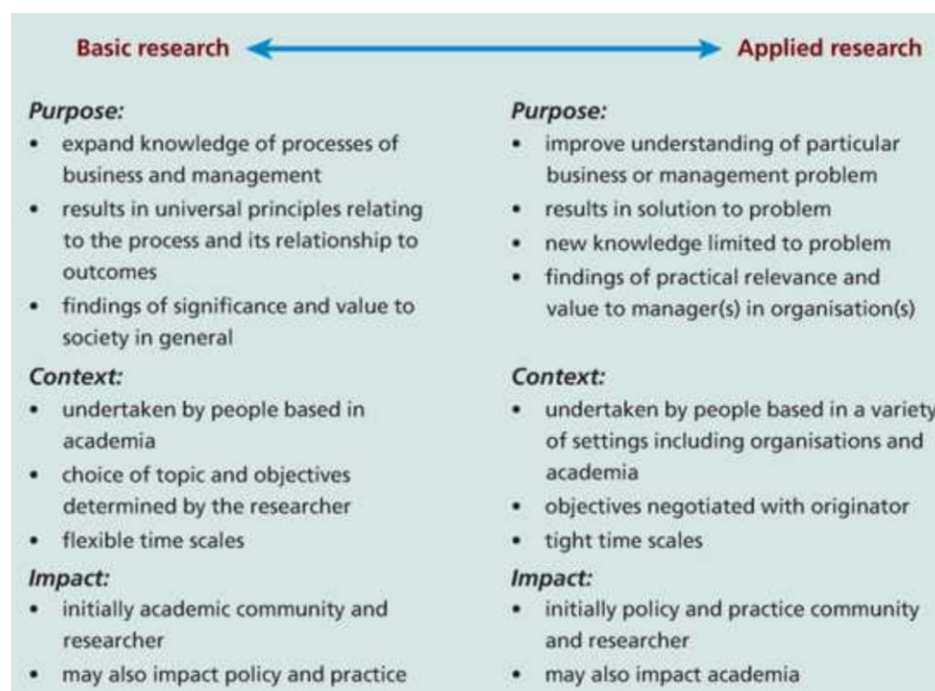 Basic research
Applied research
Purpose:
• expand knowledge of processes of
business and management
• results in universal principles relating
to the process and its relationship to
outcomes
• findings of significance and value to
society in general
Context:
• undertaken by people based in
academia
• choice of topic and objectives
determined by the researcher
• flexible time scales
Impact:
• initially academic community and
researcher
• may also impact policy and practice
Purpose:
• improve understanding of particular
business or management problem
• results in solution to problem
• new knowledge limited to problem
• findings of practical relevance and
value to manager(s) in organisation(s)
Context:
• undertaken by people based in a variety
of settings including organisations and
academia
• objectives negotiated with originator
• tight time scales
Impact:
• initially policy and practice community
and researcher
• may also impact academia